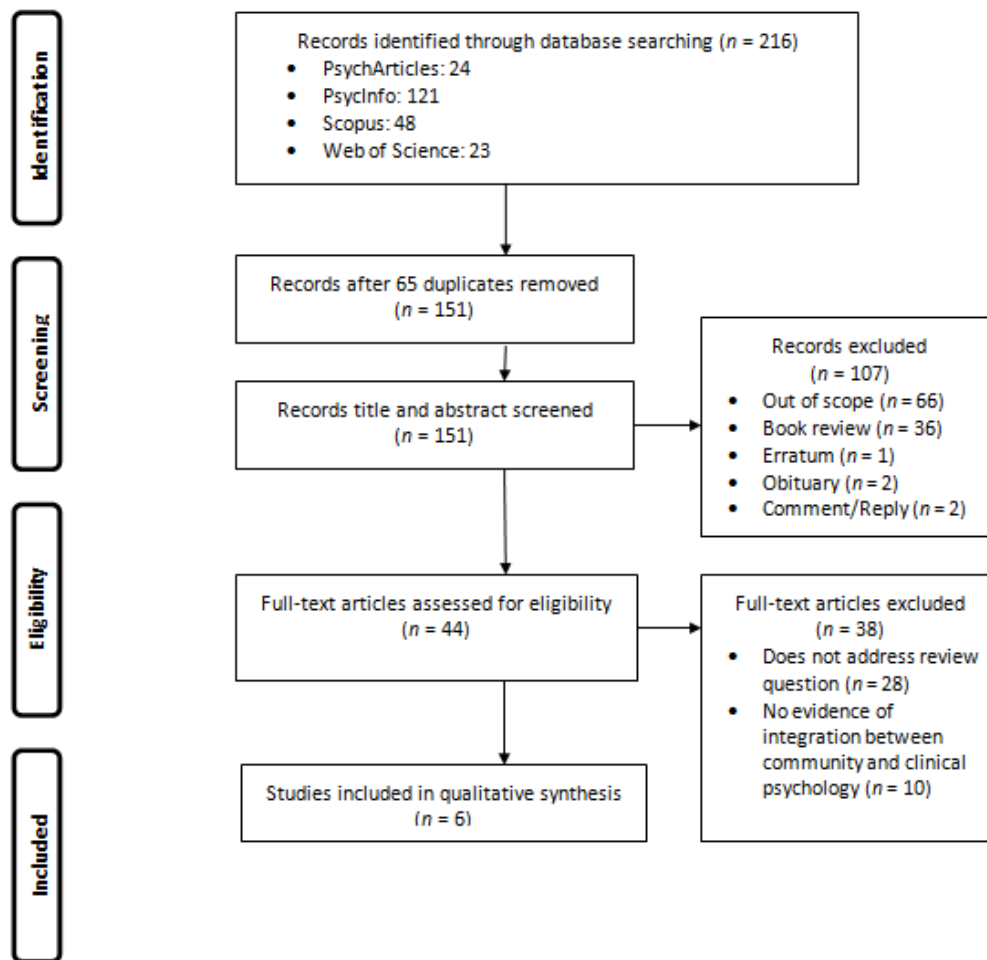 Identification
Records identified through database searching (n = 216)
• PsychArticles: 24
• PsycInfo: 121
• Scopus: 48
• Web of Science: 23
Screening
Records after 65 duplicates removed
(n = 151)
Records title and abstract screened
(n = 151)
Records excluded
(n = 107)
• Out of scope (n = 66)
• Book review (n = 36)
• Erratum (n = 1)
• Obituary (n = 2)
• Comment/Reply (n = 2)
Eligibility
Full-text articles assessed for eligibility
(n = 44)
Full-text articles excluded
(n = 38)
• Does not address review
question (n = 28)
• No evidence of
integration between
community and clinical
psychology (n = 10)
Included
Studies included in qualitative synthesis
(n = 6)